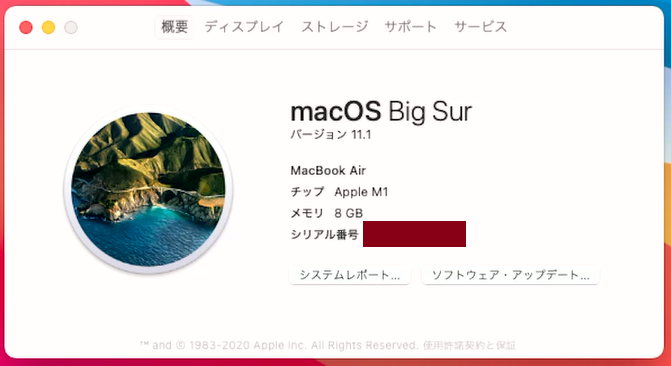 概要 ディスプレイ ストレージ サポート サービス
macOS Big Sur
バージョン 11.1
MacBook Air
チップ Apple M1
メモリ 8 GB
シリアル番号
システムレポート... ソフトウェア・アップデート...
™ and © 1983-2020 Apple Inc. All Rights Reserved. 使用許諾契約と保証